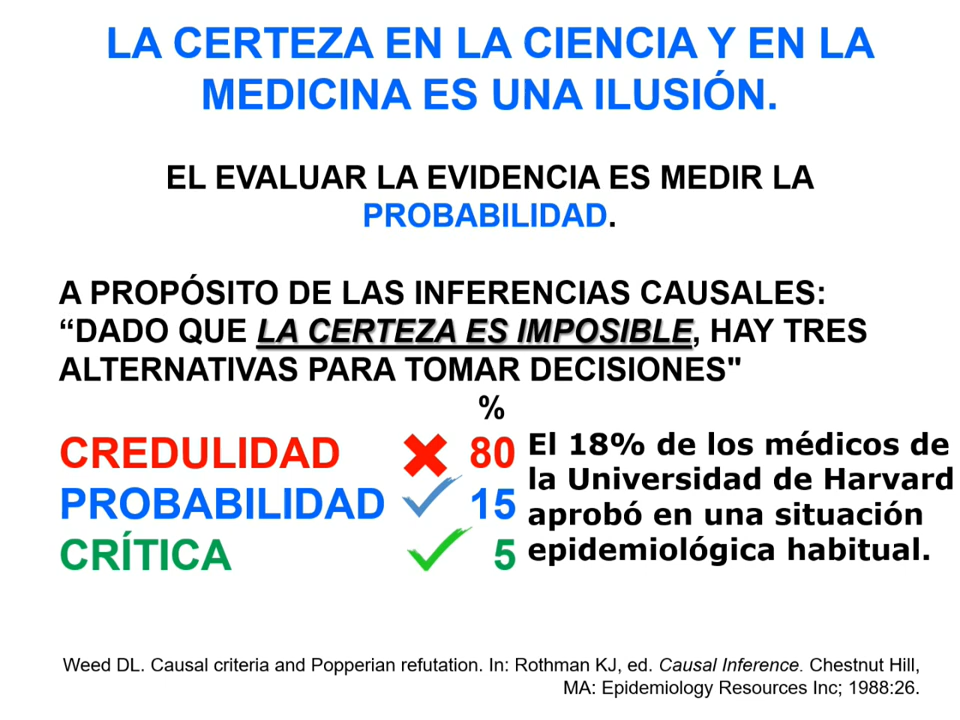 LA CERTEZA EN LA CIENCIA Y EN LA
MEDICINA ES UNA ILUSIÓN.
EL EVALUAR LA EVIDENCIA ES MEDIR LA
PROBABILIDAD.
A PROPÓSITO DE LAS INFERENCIAS CAUSALES:
“DADO QUE LA CERTEZA ES IMPOSIBLE, HAY TRES
ALTERNATIVAS PARA TOMAR DECISIONES"
%
CREDULIDAD 80
PROBABILIDAD 15
CRÍTICA 5
El 18% de los médicos de
la Universidad de Harvard
aprobó en una situación
epidemiológica habitual.
Weed DL. Causal criteria and Popperian refutation. In: Rothman KJ, ed. Causal Inference. Chestnut Hill,
MA: Epidemiology Resources Inc; 1988:26.